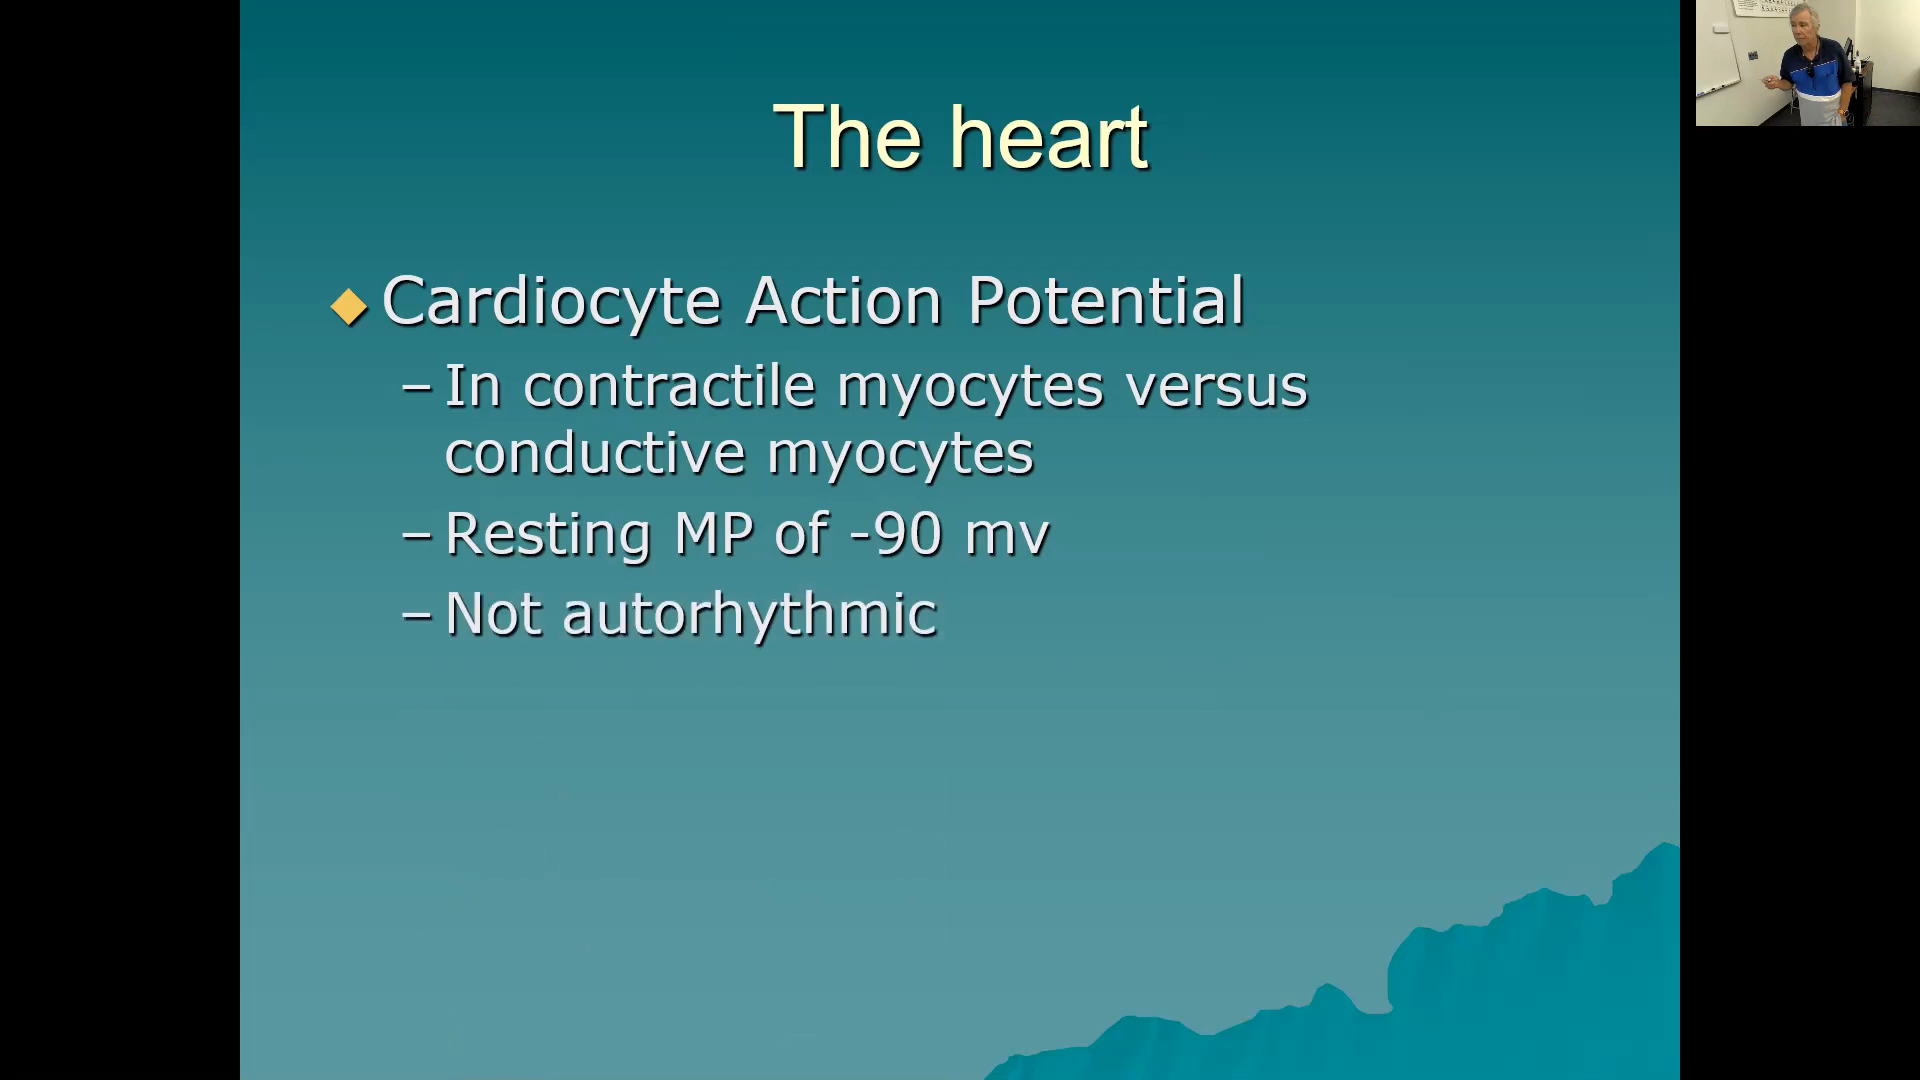 The heart
Cardiocyte Action Potential
– In contractile myocytes versus
conductive myocytes
– Resting MP of -90 mv
– Not autorhythmic